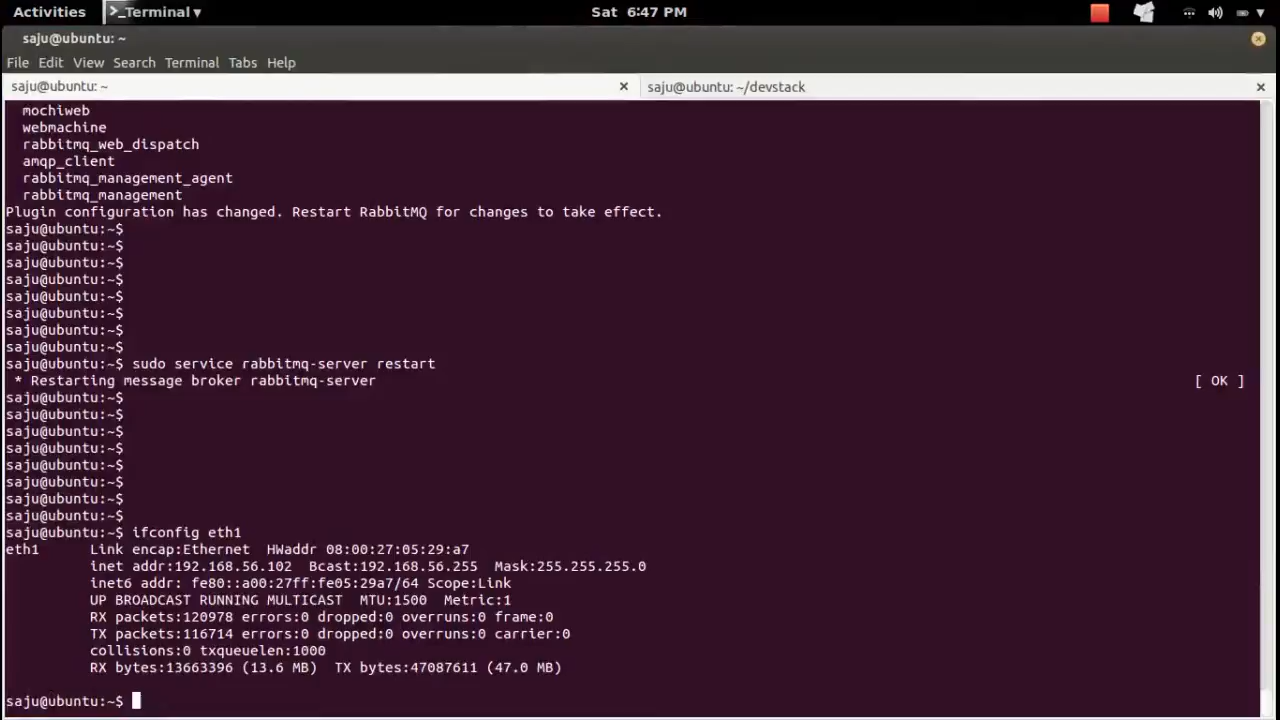 Activities
Terminal
Sat 6:47 PM
saju@ubuntu: ~
File Edit View Search Terminal Tabs Help
saju@ubuntu: ~
saju@ubuntu: ~/devstack
mochiweb
webmachine
rabbitmq_web_dispatch
amqp_client
rabbitmq_management_agent
rabbitmq_management
Plugin configuration has changed. Restart RabbitMQ for changes to take effect.
saju@ubuntu:~$
saju@ubuntu:~$
saju@ubuntu:~$
saju@ubuntu:~$
saju@ubuntu:~$
saju@ubuntu:~$
saju@ubuntu:~$
saju@ubuntu:~$
saju@ubuntu:~$ sudo service rabbitmq-server restart
* Restarting message broker rabbitmq-server [ OK ]
saju@ubuntu:~$
saju@ubuntu:~$
saju@ubuntu:~$
saju@ubuntu:~$
saju@ubuntu:~$
saju@ubuntu:~$
saju@ubuntu:~$
saju@ubuntu:~$
saju@ubuntu:~$ ifconfig eth1
eth1 Link encap:Ethernet HWaddr 08:00:27:05:29:a7
inet addr:192.168.56.102 Bcast:192.168.56.255 Mask:255.255.255.0
inet6 addr: fe80::a00:27ff:fe05:29a7/64 Scope:Link
UP BROADCAST RUNNING MULTICAST MTU:1500 Metric:1
RX packets:120978 errors:0 dropped:0 overruns:0 frame:0
TX packets:116714 errors:0 dropped:0 overruns:0 carrier:0
collisions:0 txqueuelen:1000
RX bytes:13663396 (13.6 MB) TX bytes:47087611 (47.0 MB)
saju@ubuntu:~$